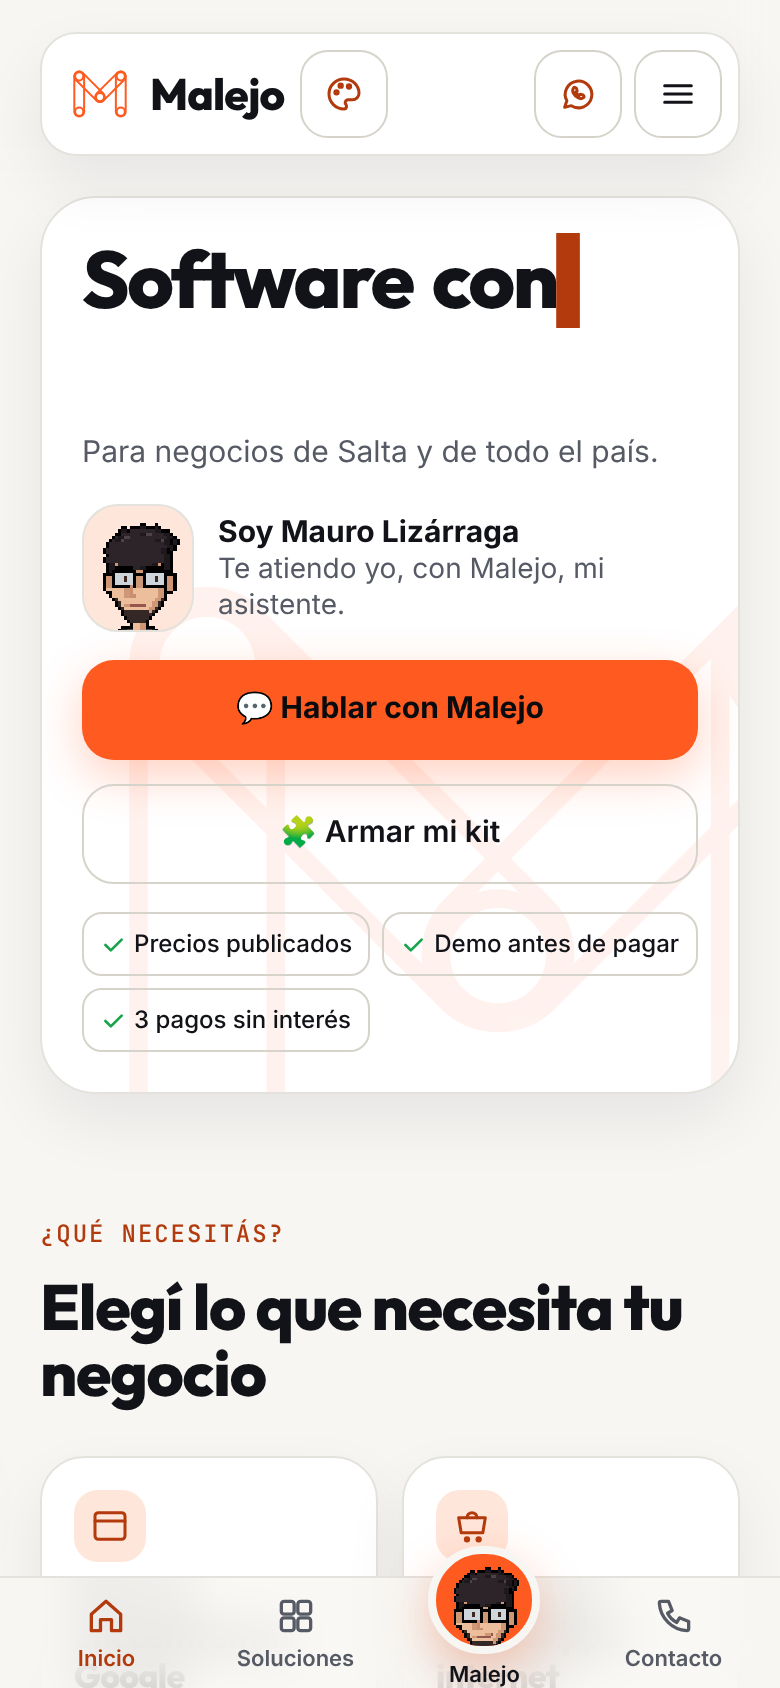 Malejo
Software con
Para negocios de Salta y de todo el país.
Soy Mauro Lizárraga
Te atiendo yo, con Malejo, mi
asistente.
💬 Hablar con Malejo
🧩 Armar mi kit
Precios publicados
Demo antes de pagar
3 pagos sin interés
¿QUÉ NECESITÁS?
Elegí lo que necesita tu
negocio
Google
internet
Inicio
Soluciones
Malejo
Contacto